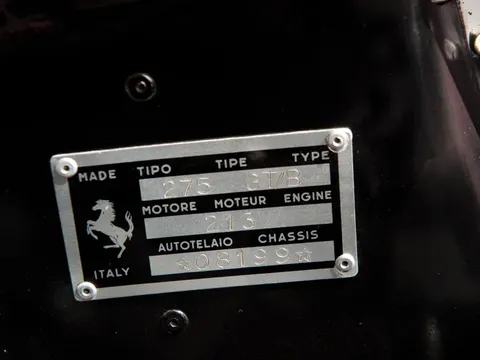 MADE TIPO TIPE TYPE
275 GT/B
MOTORE MOTEUR ENGINE
213
AUTOTELAIO CHASSIS
ITALY ☆08199☆